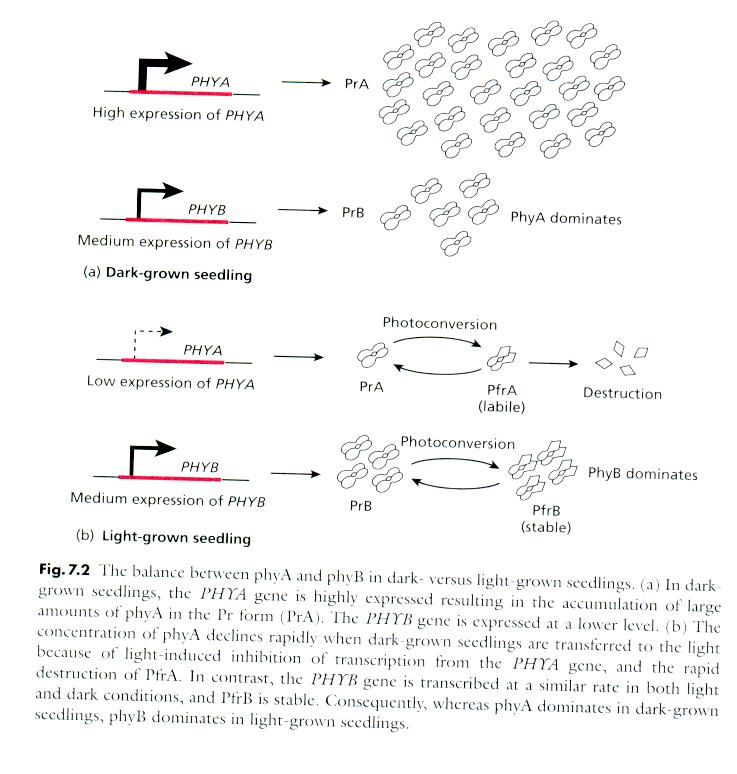 PHYA
PrA
High expression of PHYA
PHYB
PrB
PhyA dominates
Medium expression of PHYB
(a) Dark-grown seedling
Photoconversion
PHYA
Low expression of PHYA
PrA
PfrA
(labile)
Destruction
Photoconversion
PHYB
PhyB dominates
Medium expression of PHYB
PrB
PfrB
(stable)
(b) Light-grown seedling
Fig. 7.2 The balance between phyA and phyB in dark- versus light-grown seedlings. (a) In dark-
grown seedlings, the PHYA gene is highly expressed resulting in the accumulation of large
amounts of phyA in the Pr form (PrA). The PHYB gene is expressed at a lower level. (b) The
concentration of phyA declines rapidly when dark-grown seedlings are transferred to the light
because of light-induced inhibition of transcription from the PHYA gene, and the rapid
destruction of PfrA. In contrast, the PHYB gene is transcribed at a similar rate in both light
and dark conditions, and PfrB is stable. Consequently, whereas phyA dominates in dark-grown
seedlings, phyB dominates in light-grown seedlings.